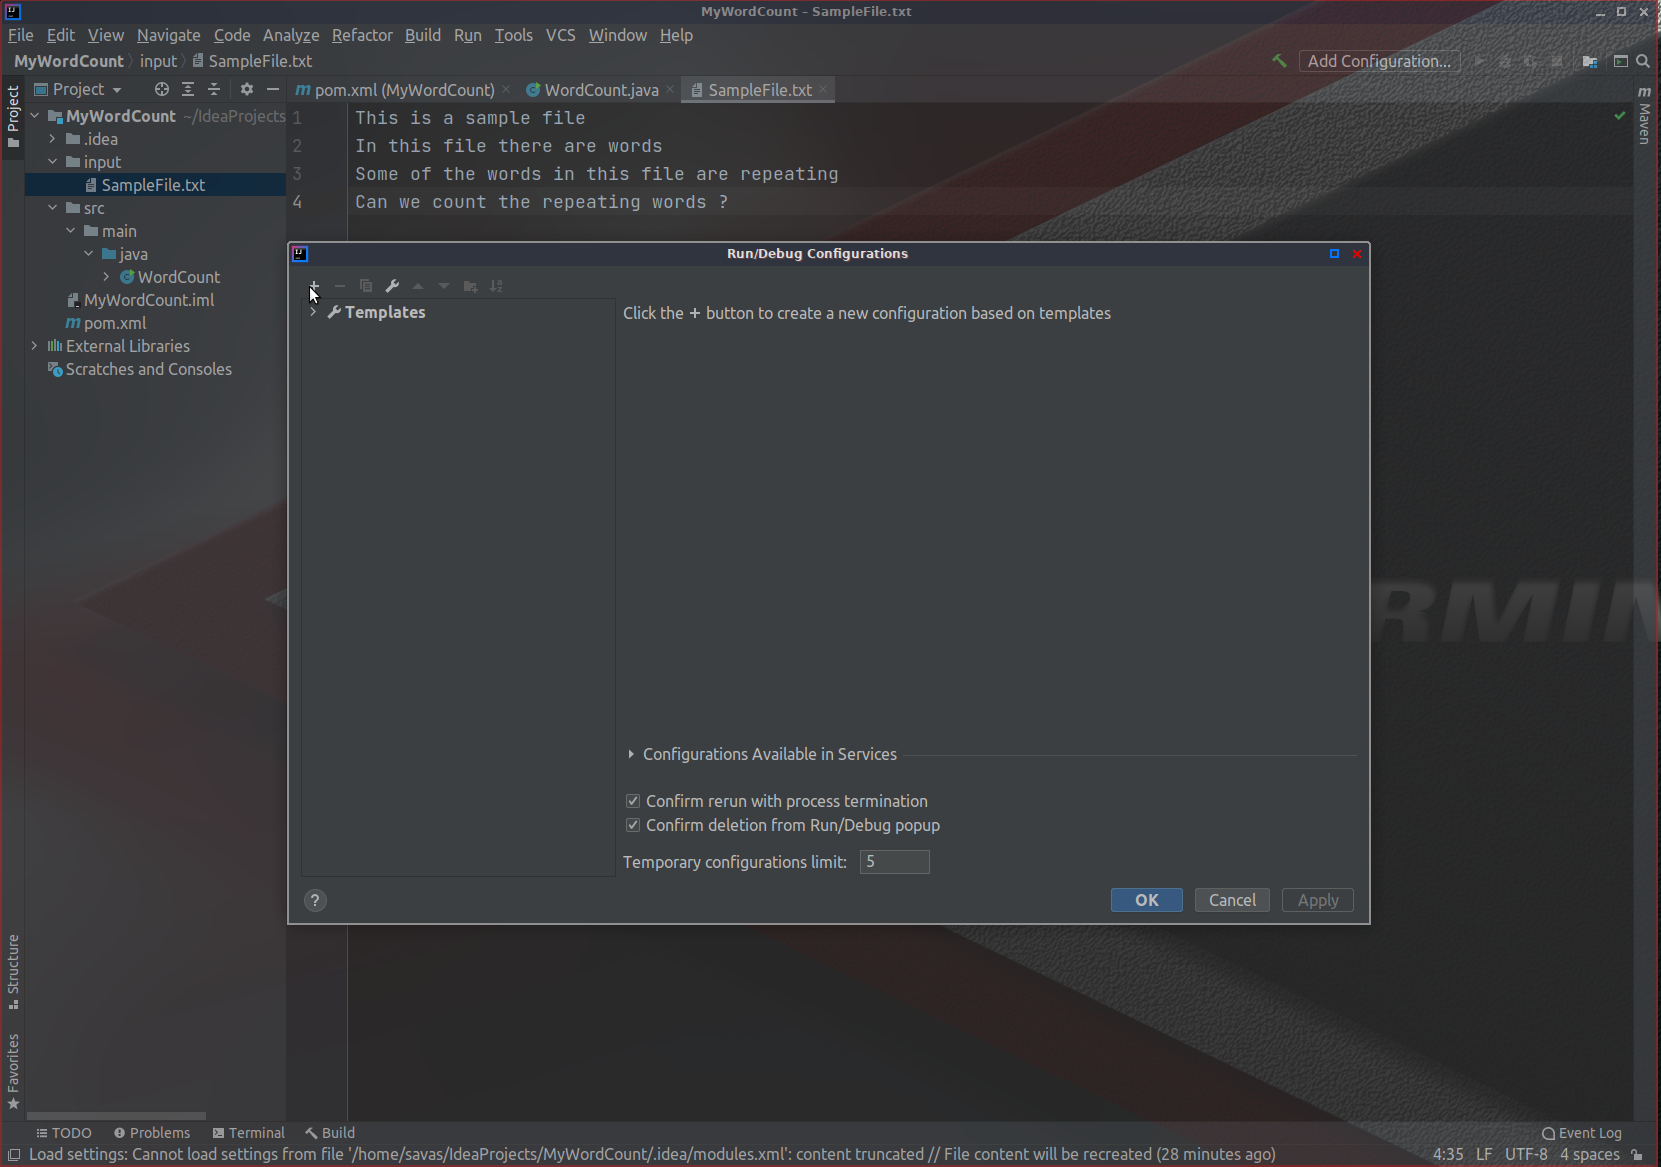 MyWordCount – SampleFile.txt
File Edit View Navigate Code Analyze Refactor Build Run Tools VCS Window Help
MyWordCount input SampleFile.txt
Add Configuration...
Project
pom.xml (MyWordCount) WordCount.java SampleFile.txt
Project
Maven
MyWordCount ~/IdeaProjects
.idea
input
SampleFile.txt
src
main
java
WordCount
MyWordCount.iml
pom.xml
External Libraries
Scratches and Consoles
1 This is a sample file
2 In this file there are words
3 Some of the words in this file are repeating
4 Can we count the repeating words ?
Run/Debug Configurations
Templates
Click the + button to create a new configuration based on templates
Configurations Available in Services
Confirm rerun with process termination
Confirm deletion from Run/Debug popup
Temporary configurations limit: 5
? OK Cancel Apply
RMIN
Structure
Favorites
TODO Problems Terminal Build Event Log
Load settings: Cannot load settings from file '/home/savas/IdeaProjects/MyWordCount/.idea/modules.xml': content truncated // File content will be recreated (28 minutes ago) 4:35 LF UTF-8 4 spaces